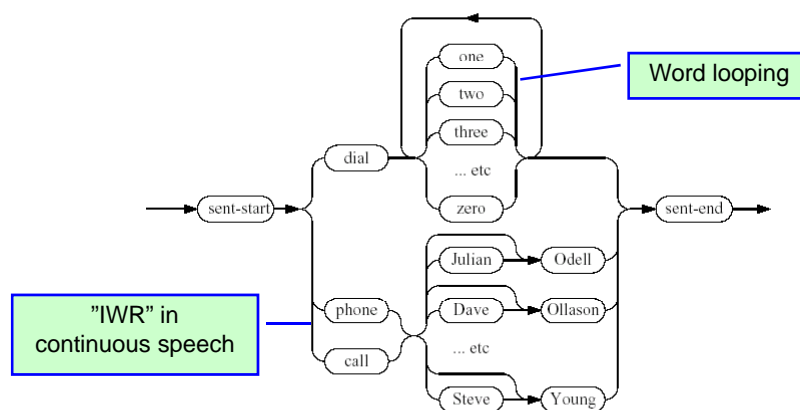 one
Word looping
two
three
dial
... etc
sent-start
zero
sent-end
Julian
Odell
”IWR” in
continuous speech
phone
Dave
Ollason
call
... etc
Steve
Young